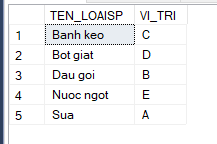 TEN_LOAISP VI_TRI
1 Banh keo C
2 Bot giat D
3 Dau goi B
4 Nuoc ngot E
5 Sua A